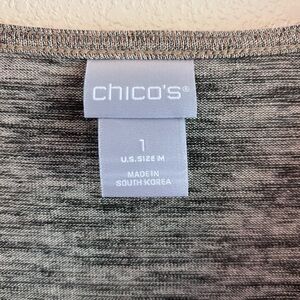 chico's®
1
U.S.SIZE M
MADE IN
SOUTH KOREA